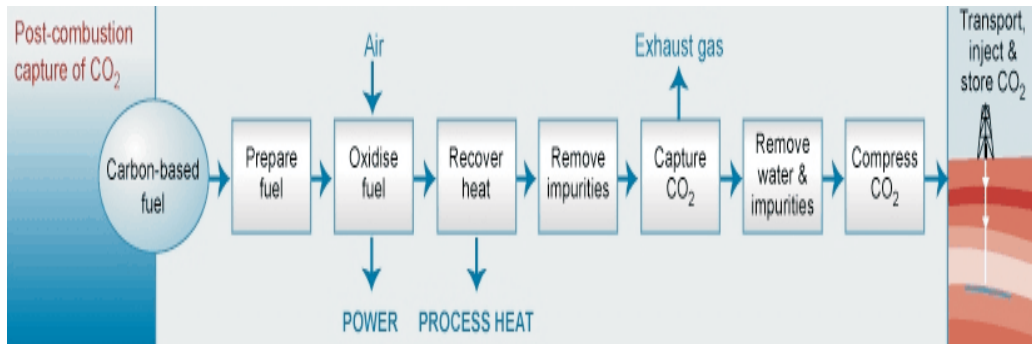 Post-combustion
capture of CO₂
Air
Exhaust gas
Transport,
inject &
store CO₂
Carbon-based
fuel
Prepare
fuel
Oxidise
fuel
Recover
heat
Remove
impurities
Capture
CO₂
Remove
water &
impurities
Compress
CO₂
POWER
PROCESS HEAT